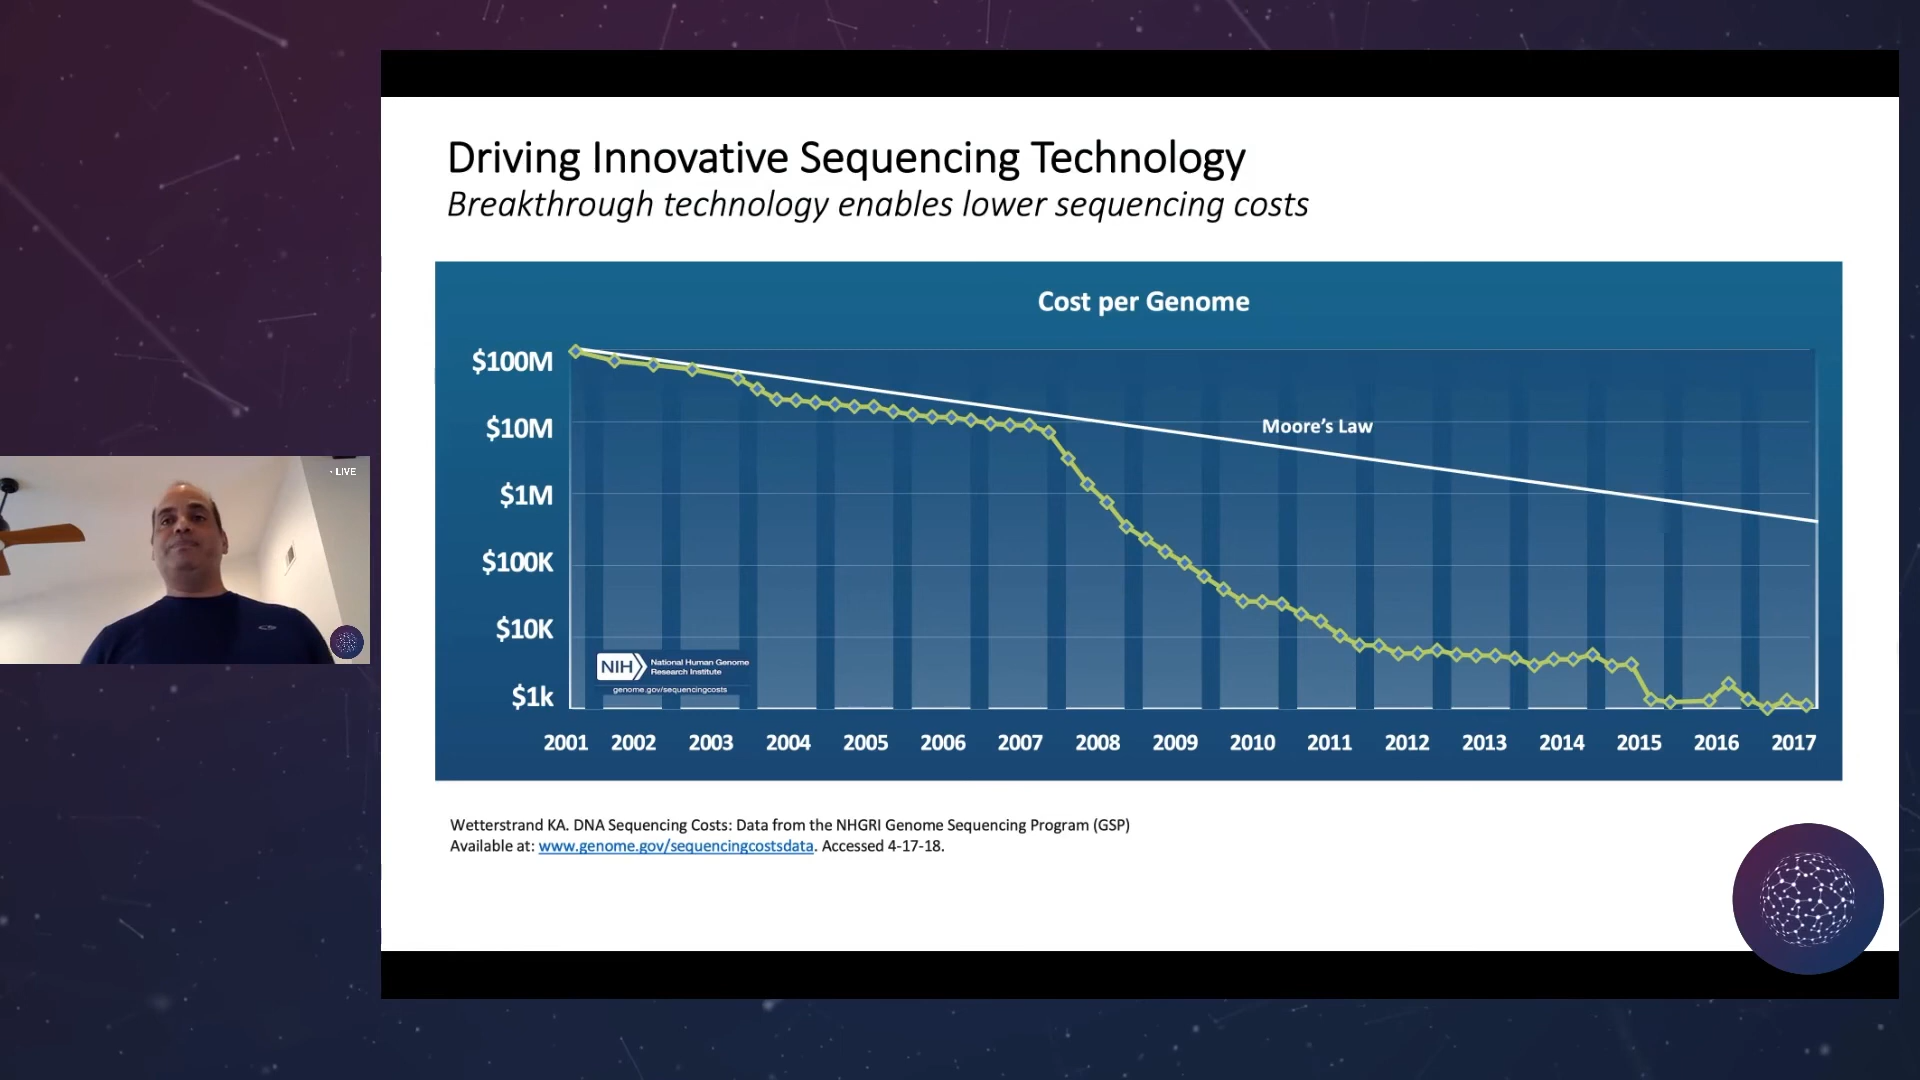 Driving Innovative Sequencing Technology
Breakthrough technology enables lower sequencing costs
Cost per Genome
$100M
$10M
$1M
$100K
$10K
$1k
Moore's Law
NIH National Human Genome
Research Institute
genome.gov/sequencingcosts
2001 2002 2003 2004 2005 2006 2007 2008 2009 2010 2011 2012 2013 2014 2015 2016 2017
LIVE
Wetterstrand KA. DNA Sequencing Costs: Data from the NHGRI Genome Sequencing Program (GSP)
Available at: www.genome.gov/sequencingcostsdata. Accessed 4-17-18.